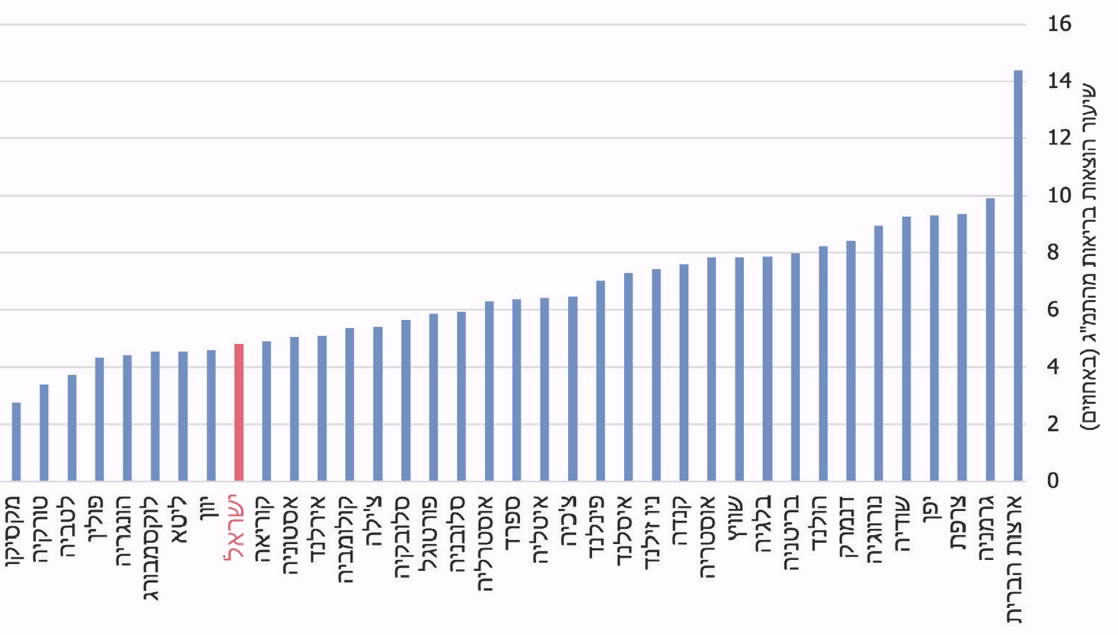 16
14
12
10
8
6
4
2
0
שיעור הוצאות בריאות מהתמ"ג (באחוזים)
ארצות הברית
גרמניה
צרפת
יפן
שודיה
נורווגיה
דנמרק
הולנד
בריטניה
בלגיה
שוויץ
אוסטריה
קנדה
ניו זילנד
איסלנד
פינלנד
צ'כיה
איטליה
ספרד
אוסטרליה
סלובניה
פורטוגל
סלובקיה
צ'ילה
קולומביה
אירלנד
אסטוניה
קוריאה
ישראל
יוון
ליטא
לוקסמבורג
הונגריה
פולין
לטביה
טורקיה
מקסיקו